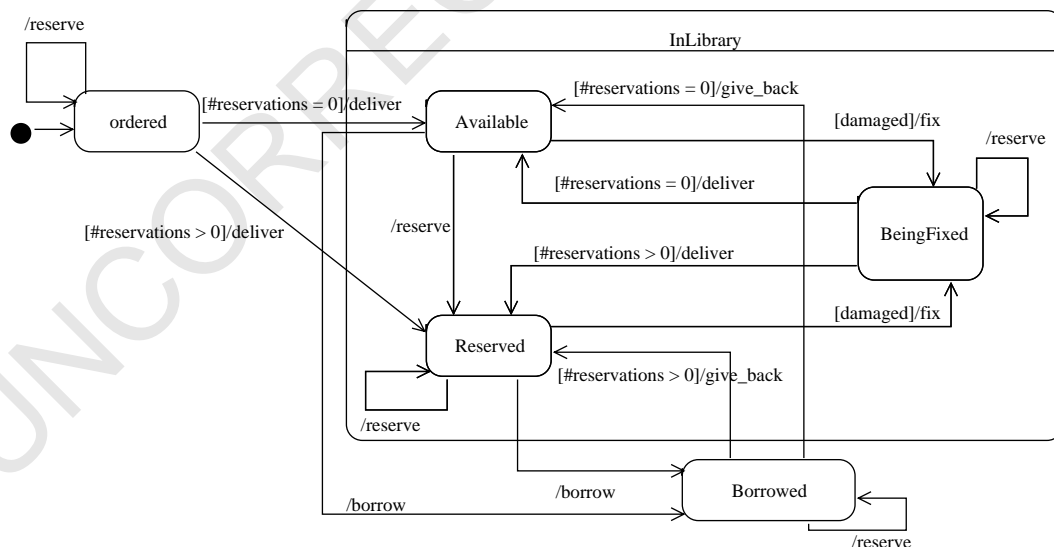 /reserve
InLibrary
[#reservations = 0]/give_back
[#reservations = 0]/deliver
ordered
Available
[damaged]/fix
/reserve
[#reservations = 0]/deliver
/reserve
[#reservations > 0]/deliver
BeingFixed
[#reservations > 0]/deliver
[damaged]/fix
Reserved
[#reservations > 0]/give_back
/reserve
Borrowed
/borrow
/borrow
/reserve
UNCORREC